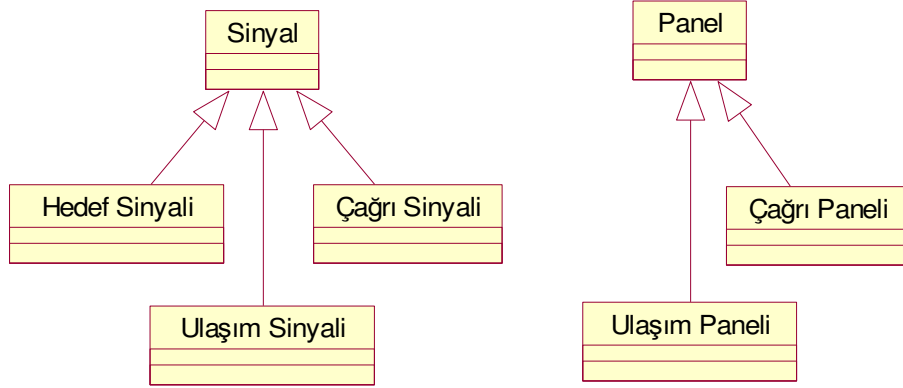 Sinyal
Panel
Hedef Sinyali
Çağrı Sinyali
Çağrı Paneli
Ulaşım Sinyali
Ulaşım Paneli